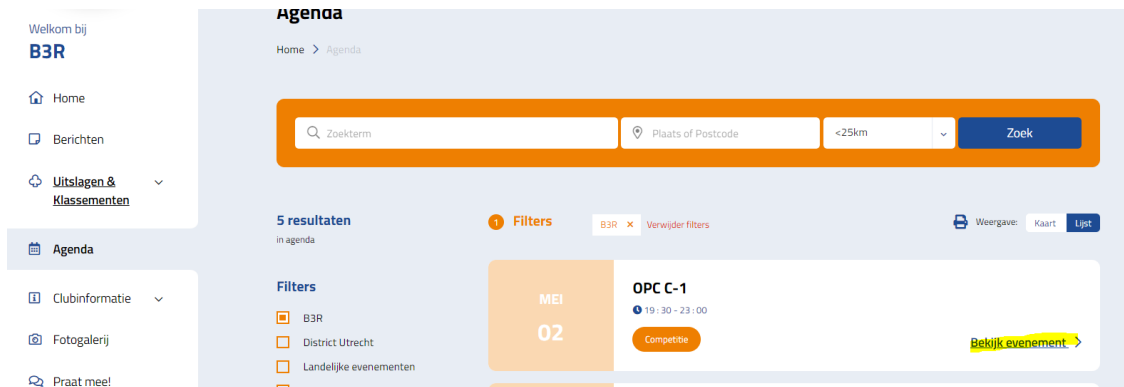 Welkom bij
B3R
Home
Berichten
Uitslagen &
Klassementen
Agenda
Clubinformatie
Fotogalerij
Praat mee!
Agenda
Home > Agenda
Zoekterm
Plaats of Postcode
<25km
Zoek
5 resultaten
in agenda
1 Filters
B3R ×
Verwijder filters
Weergave:
Kaart
Lijst
Filters
B3R
District Utrecht
Landelijke evenementen
MEI
02
OPC C-1
19 : 30 - 23 : 00
Competitie
Bekijk evenement >